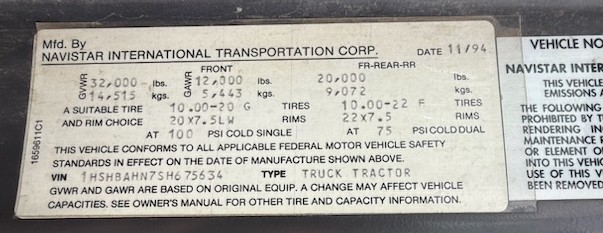 Mfd. By
NAVISTAR INTERNATIONAL TRANSPORTATION CORP. DATE 11/94
FRONT FR-REAR-RR
GVWR 32,000 lbs. GAWR 12,000 lbs. 20,000 lbs.
14,515 kgs. 5,443 kgs. 9,072 kgs.
A SUITABLE TIRE 10.00-20 G TIRES 10.00-22 F TIRES
AND RIM CHOICE 20X7.5LW RIMS 22X7.5 RIMS
AT 100 PSI COLD SINGLE AT 75 PSI COLD DUAL
THIS VEHICLE CONFORMS TO ALL APPLICABLE FEDERAL MOTOR VEHICLE SAFETY
STANDARDS IN EFFECT ON THE DATE OF MANUFACTURE SHOWN ABOVE.
VIN 1HSHBAHN7SH675634 TYPE TRUCK TRACTOR
GVWR AND GAWR ARE BASED ON ORIGINAL EQUIP. A CHANGE MAY AFFECT VEHICLE
CAPACITIES. SEE OWNER'S MANUAL FOR OTHER TIRE AND CAPACITY INFORMATION.
1659611C1
VEHICLE NO
NAVISTAR INTER
THIS VEHICLE
EMISSIONS
THE FOLLOWING
PROHIBITED BY T
RENDERING IN
MAINTENANCE
OR ELEMENT O
INTO THIS VEHIC
USE OF THIS V
BEEN REMOVED